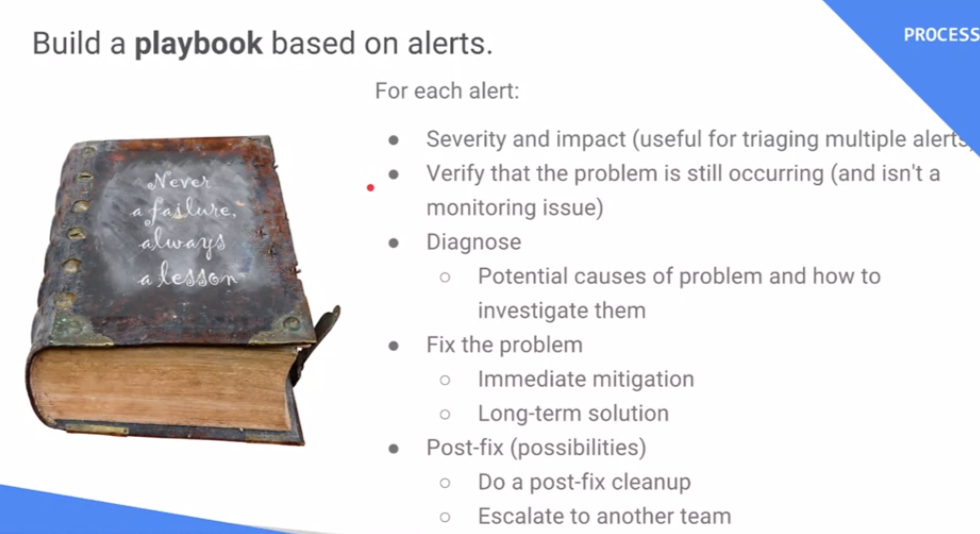 PROCESS
Build a playbook based on alerts.
For each alert:
● Severity and impact (useful for triaging multiple alerts)
● Verify that the problem is still occurring (and isn't a
monitoring issue)
● Diagnose
○ Potential causes of problem and how to
investigate them
● Fix the problem
○ Immediate mitigation
○ Long-term solution
● Post-fix (possibilities)
○ Do a post-fix cleanup
○ Escalate to another team
Never
a failure,
always
a lesson